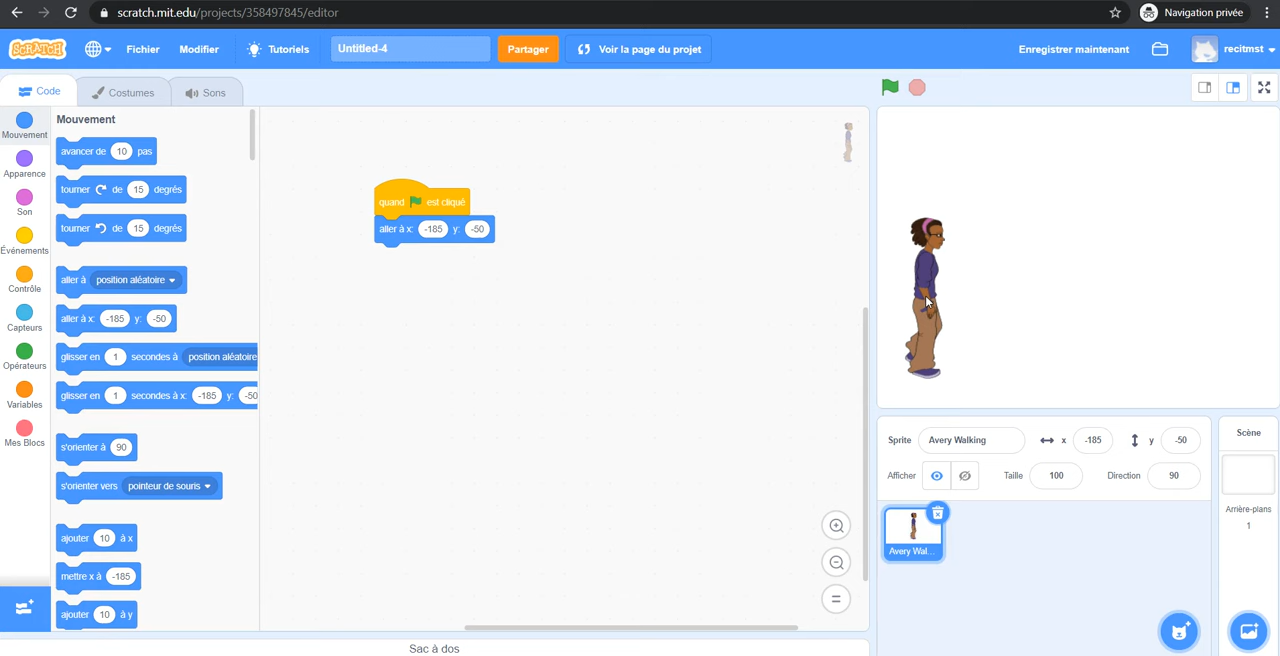 scratch.mit.edu/projects/358497845/editor
Navigation privée
SCRATCH
Fichier
Modifier
Tutoriels
Untitled-4
Partager
Voir la page du projet
Enregistrer maintenant
recitmst
Code
Costumes
Sons
Mouvement
Apparence
Son
Événements
Contrôle
Capteurs
Opérateurs
Variables
Mes Blocs
Mouvement
avancer de 10 pas
tourner de 15 degrés
tourner de 15 degrés
aller à position aléatoire
aller à x: -185 y: -50
glisser en 1 secondes à position aléatoire
glisser en 1 secondes à x: -185 y: -50
s'orienter à 90
s'orienter vers pointeur de souris
ajouter 10 à x
mettre x à -185
ajouter 10 à y
quand est cliqué
aller à x: -185 y: -50
Sac à dos
Sprite Avery Walking x -185 y -50
Afficher Taille 100 Direction 90
Avery Wal...
Scène
Arrière-plans
1